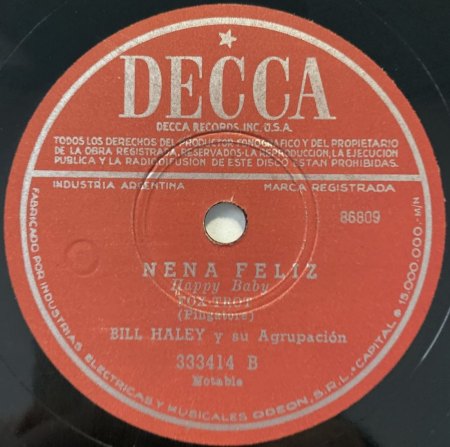 DECCA
DECCA RECORDS, INC. U.S.A.
TODOS LOS DERECHOS DEL PRODUCTOR FONOGRAFICO Y DEL PROPIETARIO
DE LA OBRA REGISTRADA, RESERVADOS - LA REPRODUCCION, LA EJECUCION
PUBLICA Y LA RADIODIFUSION DE ESTE DISCO ESTAN PROHIBIDAS.
INDUSTRIA ARGENTINA MARCA REGISTRADA
86809
NENA FELIZ
Happy Baby
FOX-TROT
(Pingatore)
BILL HALEY y su Agrupación
333414 B
Notable
FABRICADO POR INDUSTRIAS ELECTRICAS Y MUSICALES ODEON, S.R.L. - CAPITAL $ 15.000.000.- M/N